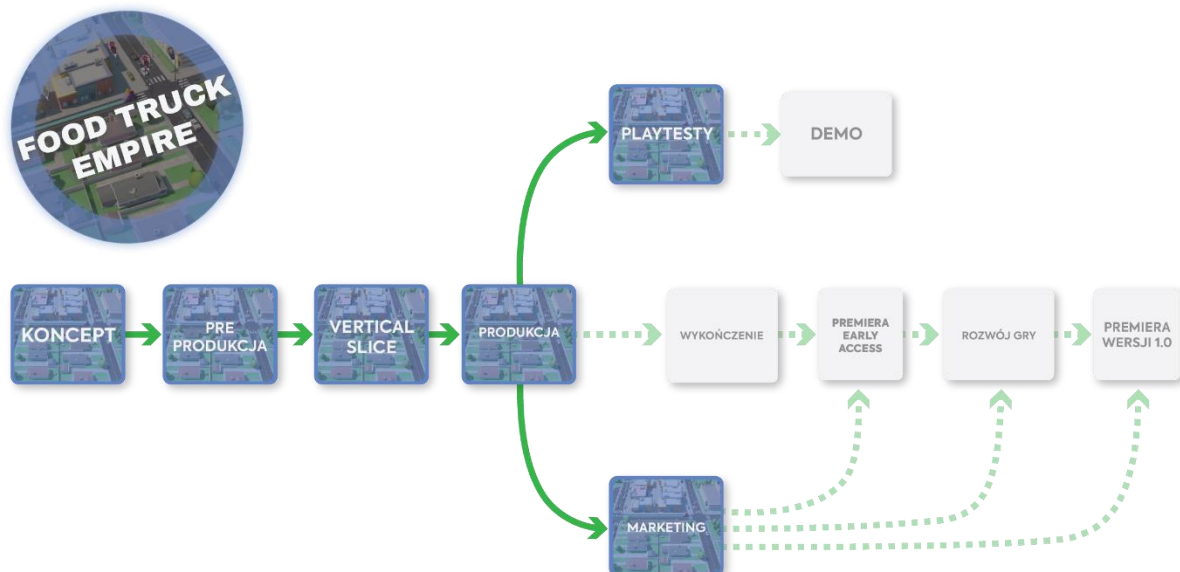 FOOD TRUCK
EMPIRE
PLAYTESTY
DEMO
KONCEPT
PRE
PRODUKCJA
VERTICAL
SLICE
PRODUKCJA
WYKOŃCZENIE
PREMIERA
EARLY
ACCESS
ROZWÓJ GRY
PREMIERA
WERSJI 1.0
MARKETING